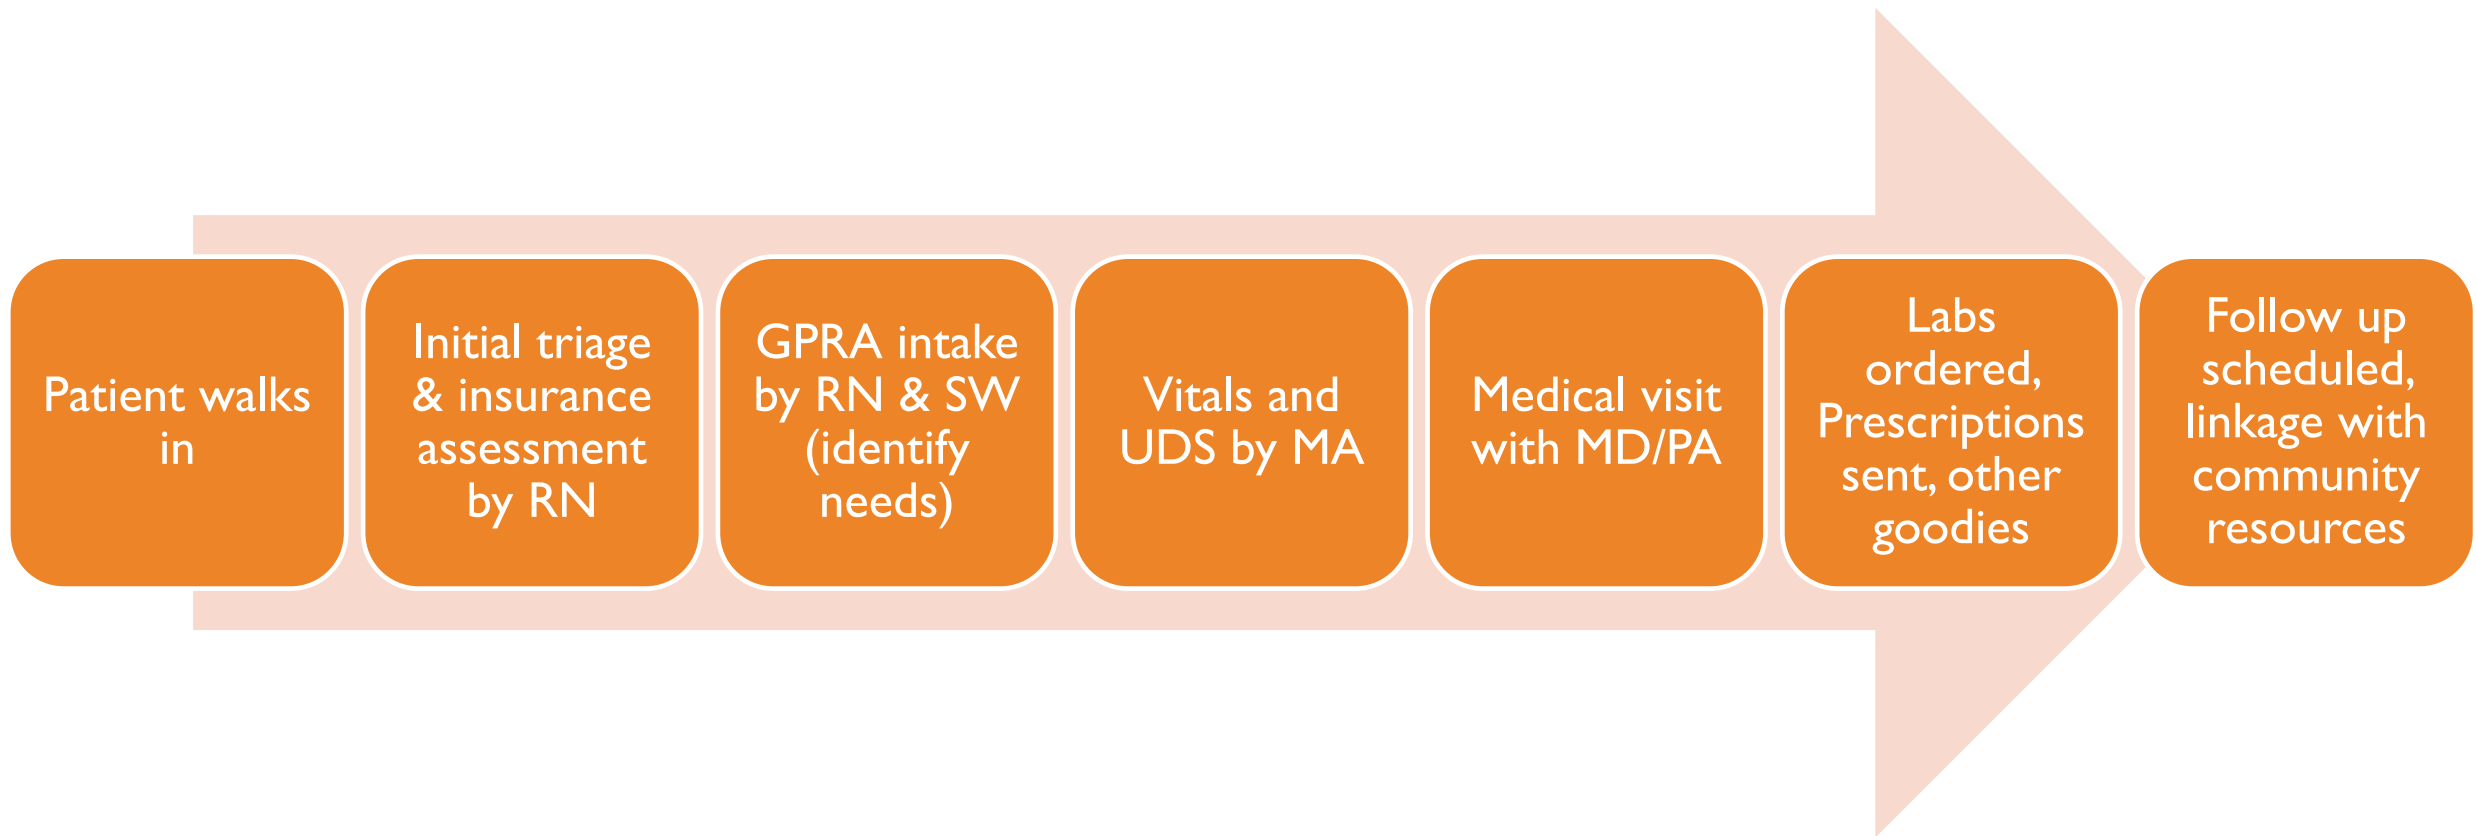 Patient walks
in
Initial triage
& insurance
assessment
by RN
GPRA intake
by RN & SW
(identify
needs)
Vitals and
UDS by MA
Medical visit
with MD/PA
Labs
ordered,
Prescriptions
sent, other
goodies
Follow up
scheduled,
linkage with
community
resources